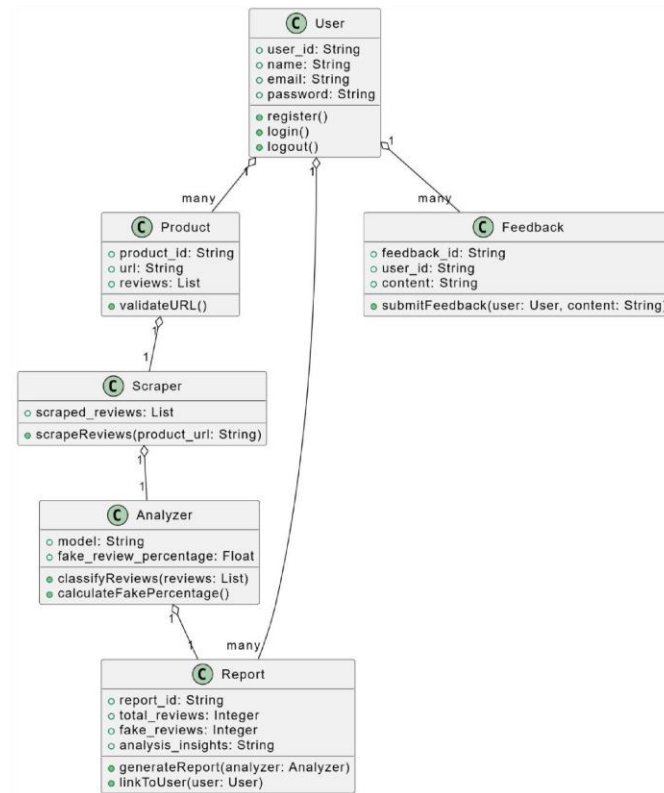 C User
user_id: String
name: String
email: String
password: String
register()
login()
logout()
1
1
1
many
many
C Product
product_id: String
url: String
reviews: List
validateURL()
C Feedback
feedback_id: String
user_id: String
content: String
submitFeedback(user: User, content: String)
1
1
C Scraper
scraped_reviews: List
scrapeReviews(product_url: String)
1
1
C Analyzer
model: String
fake_review_percentage: Float
classifyReviews(reviews: List)
calculateFakePercentage()
1
1
many
C Report
report_id: String
total_reviews: Integer
fake_reviews: Integer
analysis_insights: String
generateReport(analyzer: Analyzer)
linkToUser(user: User)